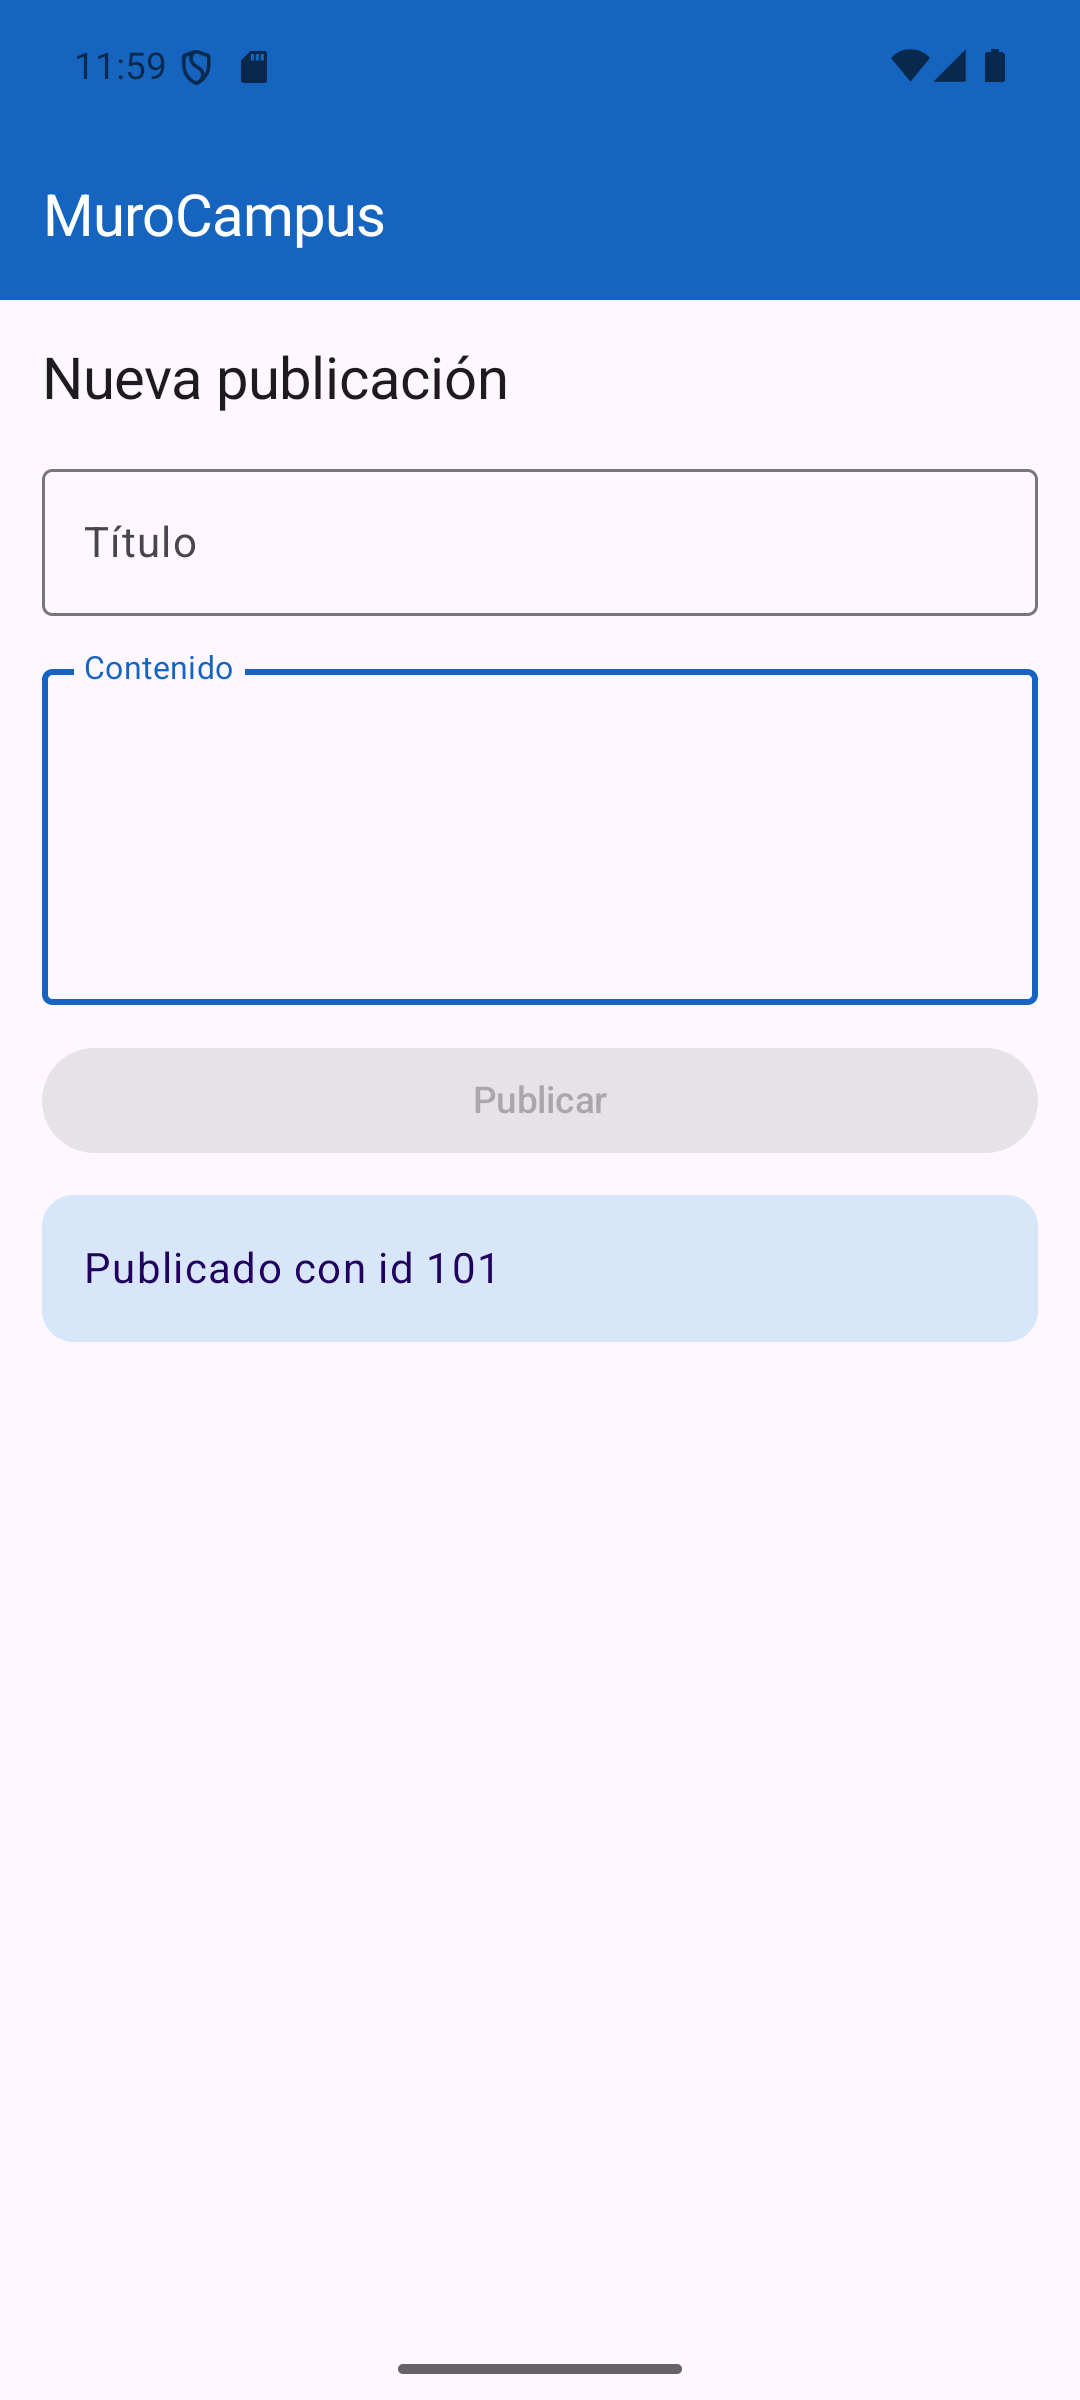 11:59
MuroCampus
Nueva publicación
Título
Contenido
Publicar
Publicado con id 101